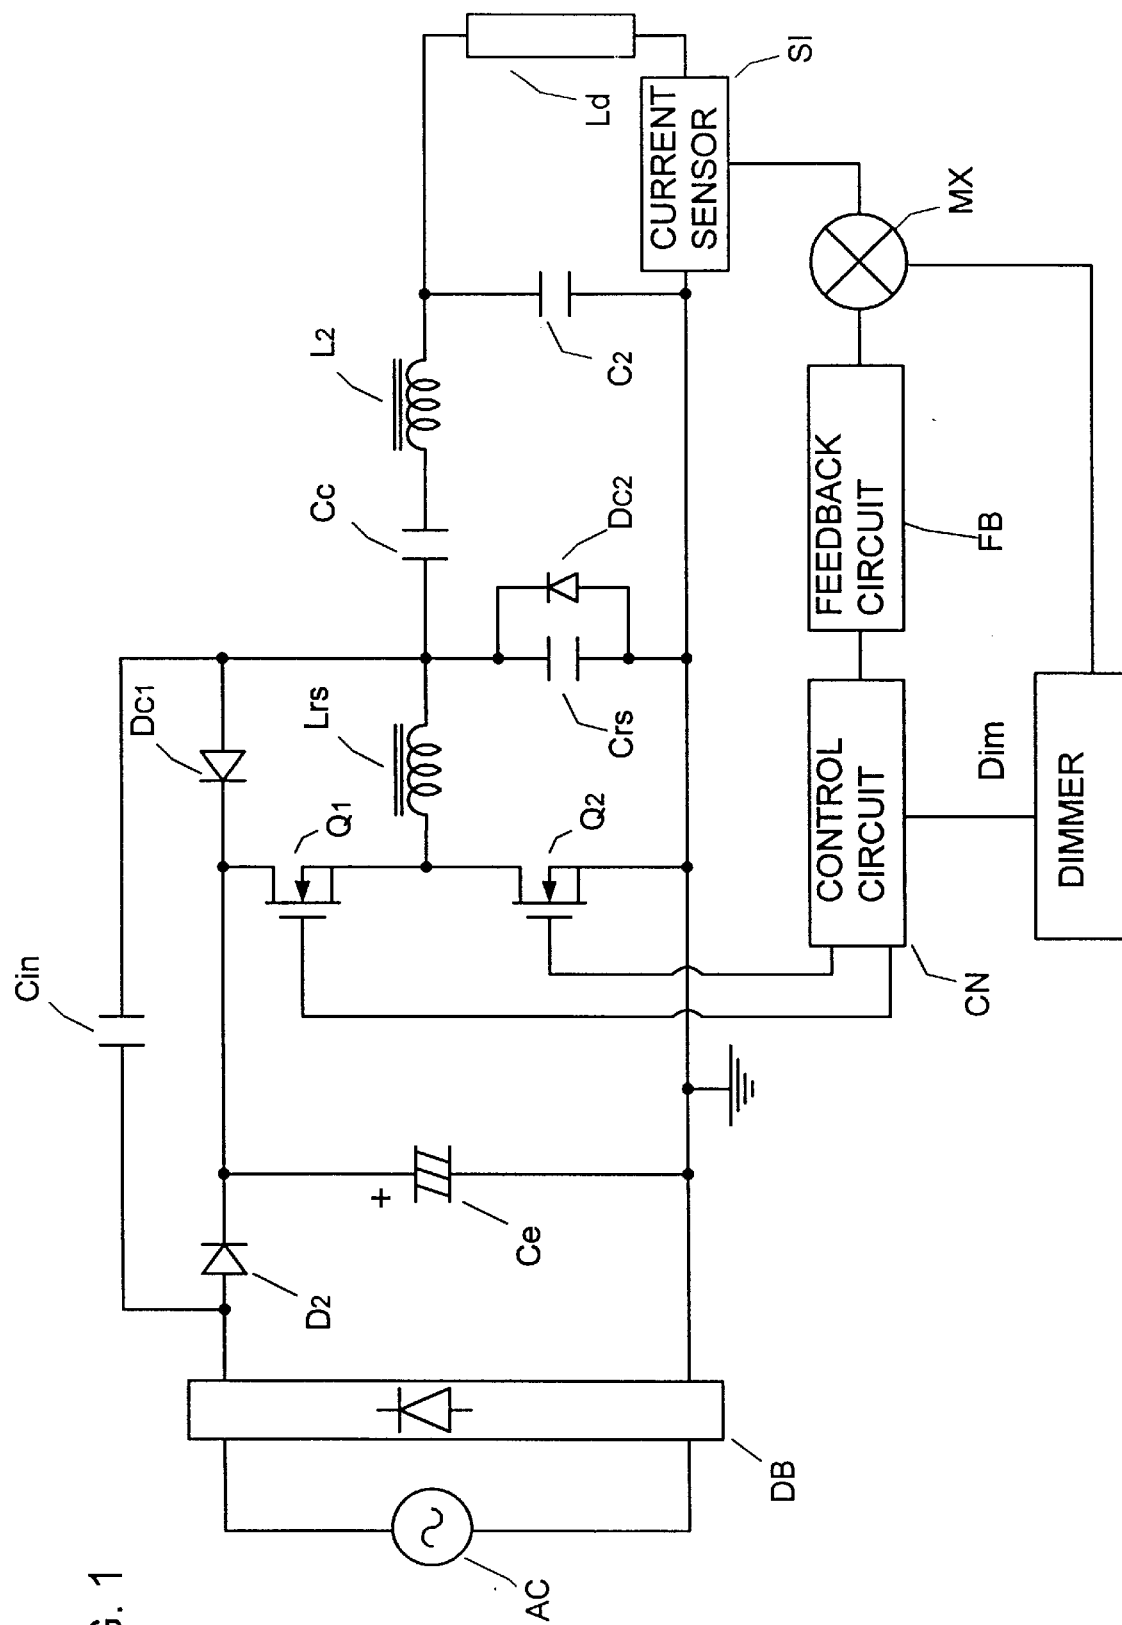 G. 1
Cin
Dc1
D2
Ce
+
Q1
Lrs
Q2
Crs
Dc2
Cc
L2
C2
Ld
CURRENT
SENSOR
SI
MX
FEEDBACK
CIRCUIT
FB
CONTROL
CIRCUIT
CN
Dim
DIMMER
AC
DB